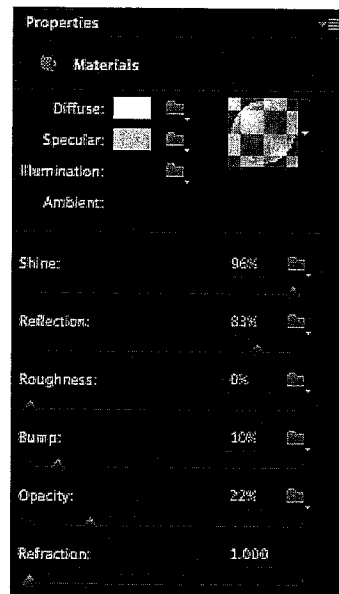 Properties
Materials
Diffuse:
Specular:
Illumination:
Ambient:
Shine: 96%
Reflection: 83%
Roughness: 0%
Bump: 10%
Opacity: 22%
Refraction: 1.000